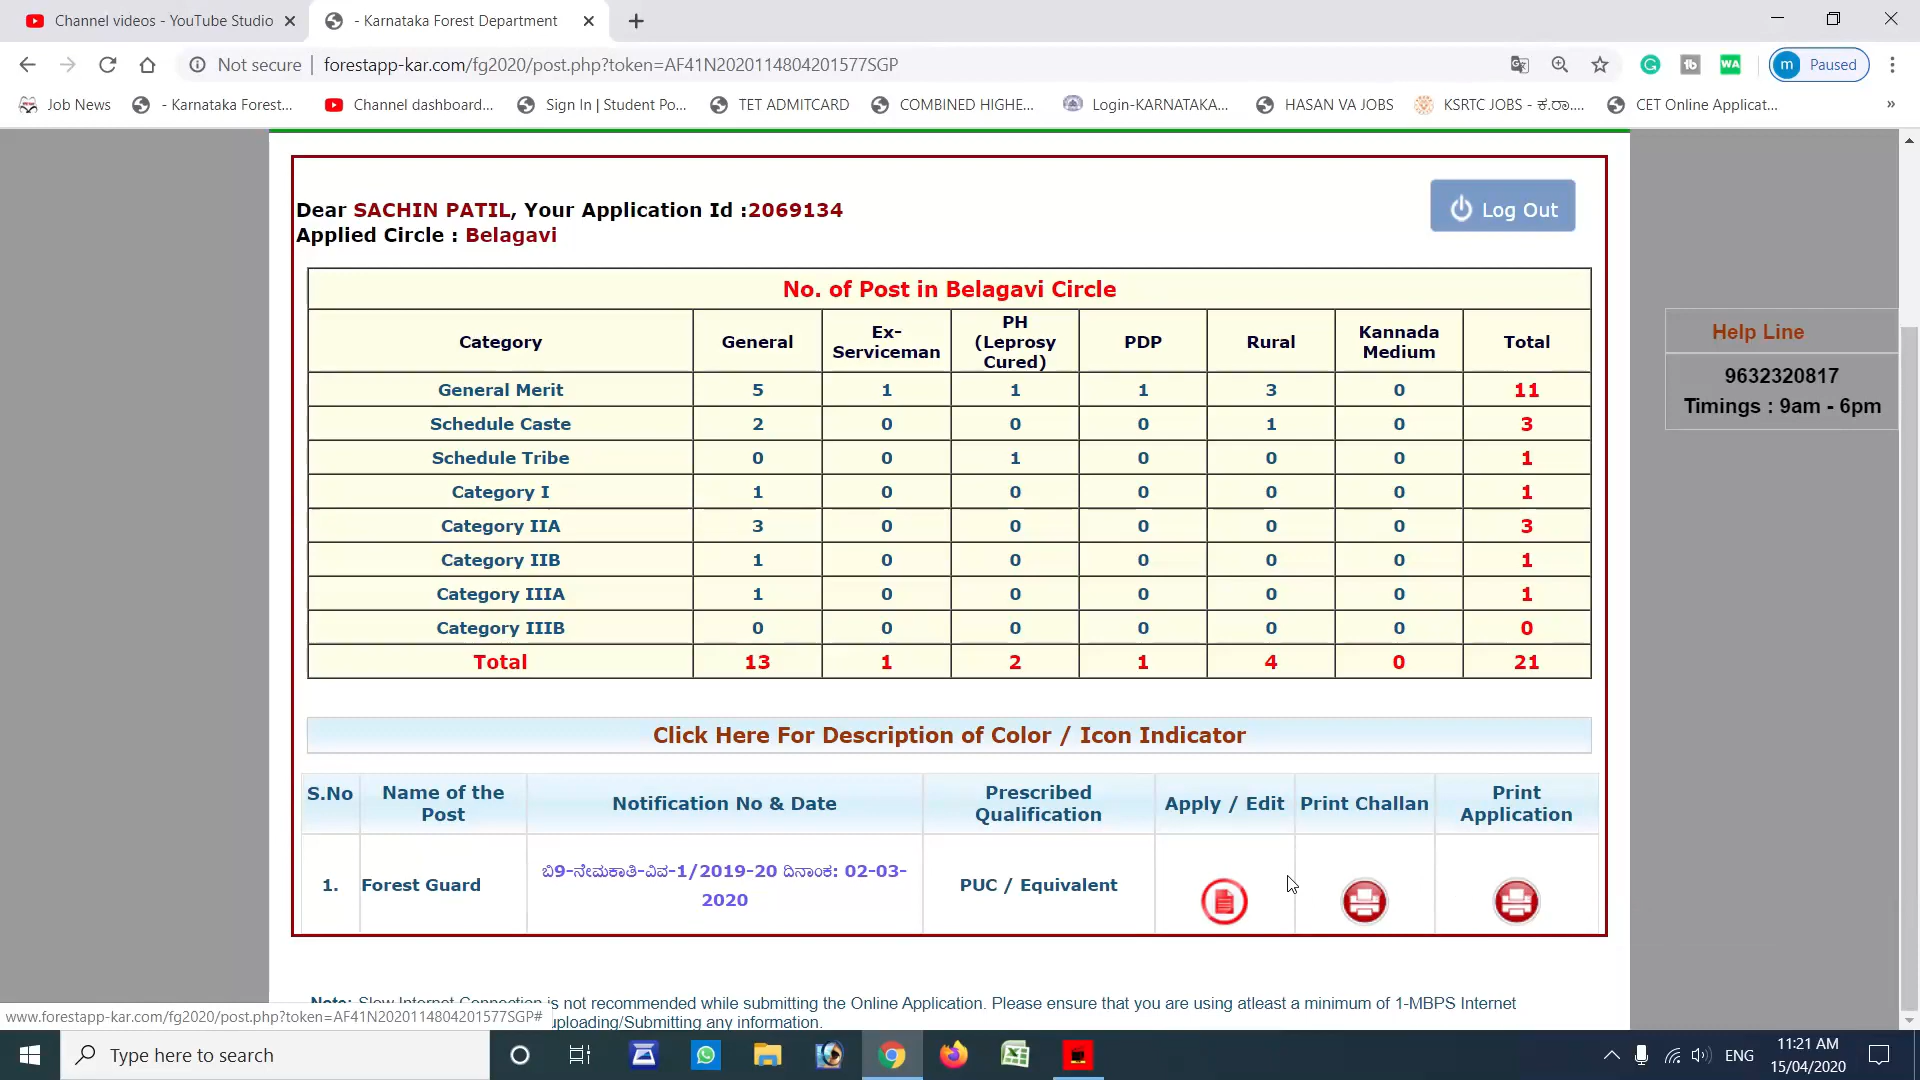 Channel videos - YouTube Studio
- Karnataka Forest Department
Not secure | forestapp-kar.com/fg2020/post.php?token=AF41N2020114804201577SGP
Paused
Job News
- Karnataka Forest...
Channel dashboard...
Sign In | Student Po...
TET ADMITCARD
COMBINED HIGHE...
Login-KARNATAKA...
HASAN VA JOBS
KSRTC JOBS - ಕ.ರಾ....
CET Online Applicat...
»
Dear SACHIN PATIL, Your Application Id :2069134
Applied Circle : Belagavi
Log Out
No. of Post in Belagavi Circle
Category General Ex-Serviceman PH (Leprosy Cured) PDP Rural Kannada Medium Total
General Merit 5 1 1 1 3 0 11
Schedule Caste 2 0 0 0 1 0 3
Schedule Tribe 0 0 1 0 0 0 1
Category I 1 0 0 0 0 0 1
Category IIA 3 0 0 0 0 0 3
Category IIB 1 0 0 0 0 0 1
Category IIIA 1 0 0 0 0 0 1
Category IIIB 0 0 0 0 0 0 0
Total 13 1 2 1 4 0 21
Help Line
9632320817
Timings : 9am - 6pm
Click Here For Description of Color / Icon Indicator
S.No Name of the Post Notification No & Date Prescribed Qualification Apply / Edit Print Challan Print Application
1. Forest Guard ಬಿ9-ನೇಮಕಾತಿ-ವಿವ-1/2019-20 ದಿನಾಂಕ: 02-03-2020 PUC / Equivalent
Note: Slow Internet Connection is not recommended while submitting the Online Application. Please ensure that you are using atleast a minimum of 1-MBPS Internet
uploading/Submitting any information.
www.forestapp-kar.com/fg2020/post.php?token=AF41N2020114804201577SGP#
Type here to search
ENG
11:21 AM
15/04/2020